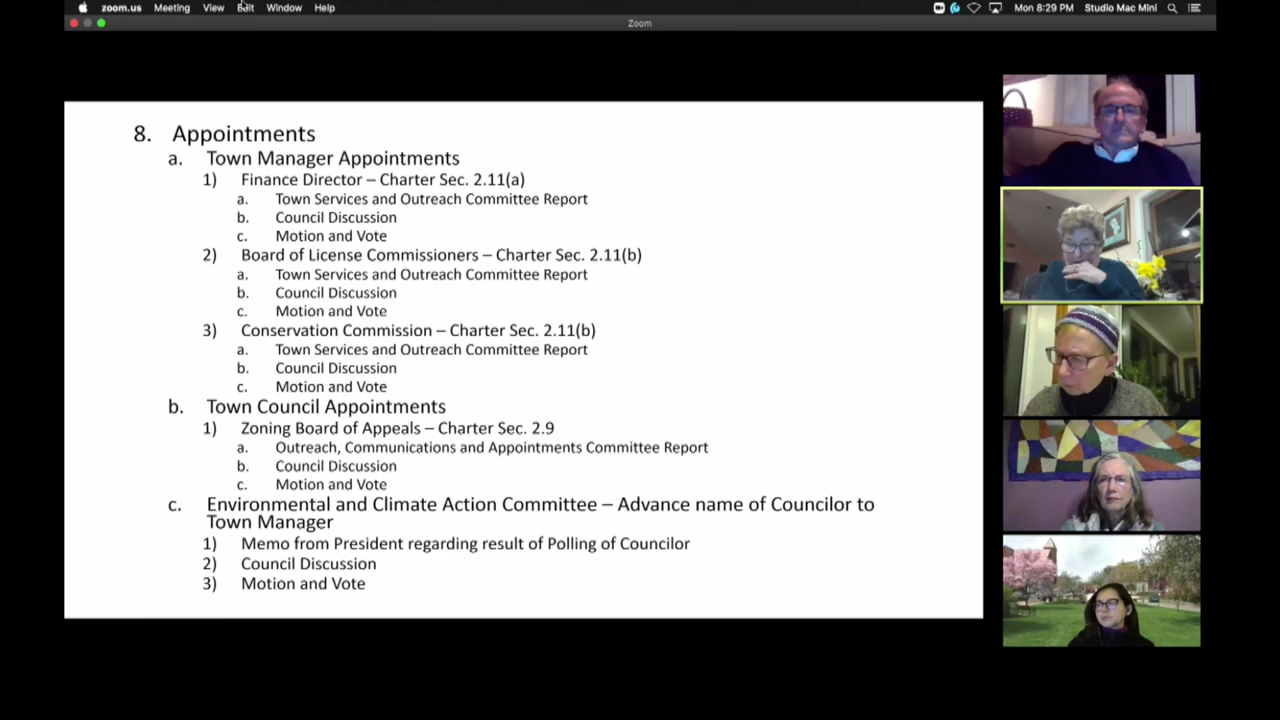 zoom.us Meeting View Edit Window Help Mon 8:29 PM Studio Mac Mini
Zoom
8. Appointments
a. Town Manager Appointments
1) Finance Director – Charter Sec. 2.11(a)
a. Town Services and Outreach Committee Report
b. Council Discussion
c. Motion and Vote
2) Board of License Commissioners – Charter Sec. 2.11(b)
a. Town Services and Outreach Committee Report
b. Council Discussion
c. Motion and Vote
3) Conservation Commission – Charter Sec. 2.11(b)
a. Town Services and Outreach Committee Report
b. Council Discussion
c. Motion and Vote
b. Town Council Appointments
1) Zoning Board of Appeals – Charter Sec. 2.9
a. Outreach, Communications and Appointments Committee Report
b. Council Discussion
c. Motion and Vote
c. Environmental and Climate Action Committee – Advance name of Councilor to
Town Manager
1) Memo from President regarding result of Polling of Councilor
2) Council Discussion
3) Motion and Vote